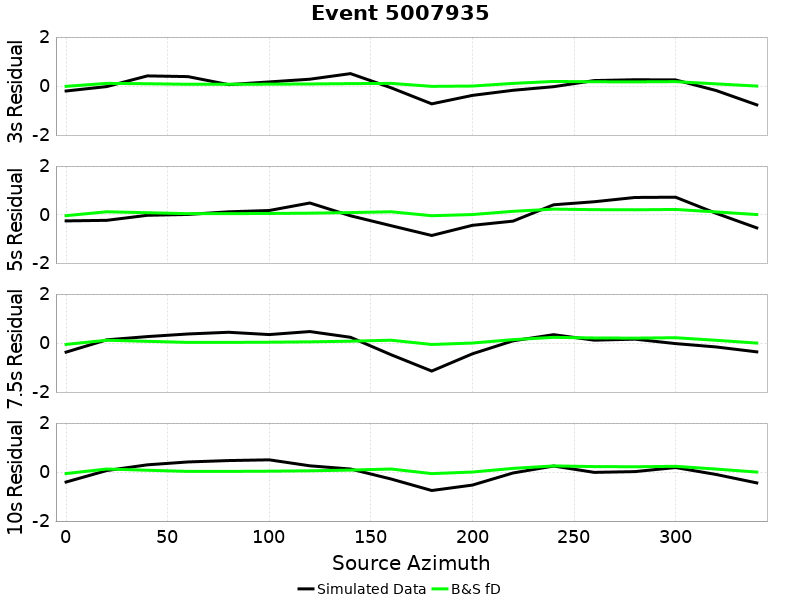 Event 5007935
3s Residual
2
0
-2
5s Residual
2
0
-2
7.5s Residual
2
0
-2
10s Residual
2
0
-2
0 50 100 150 200 250 300
Source Azimuth
Simulated Data B&S fD